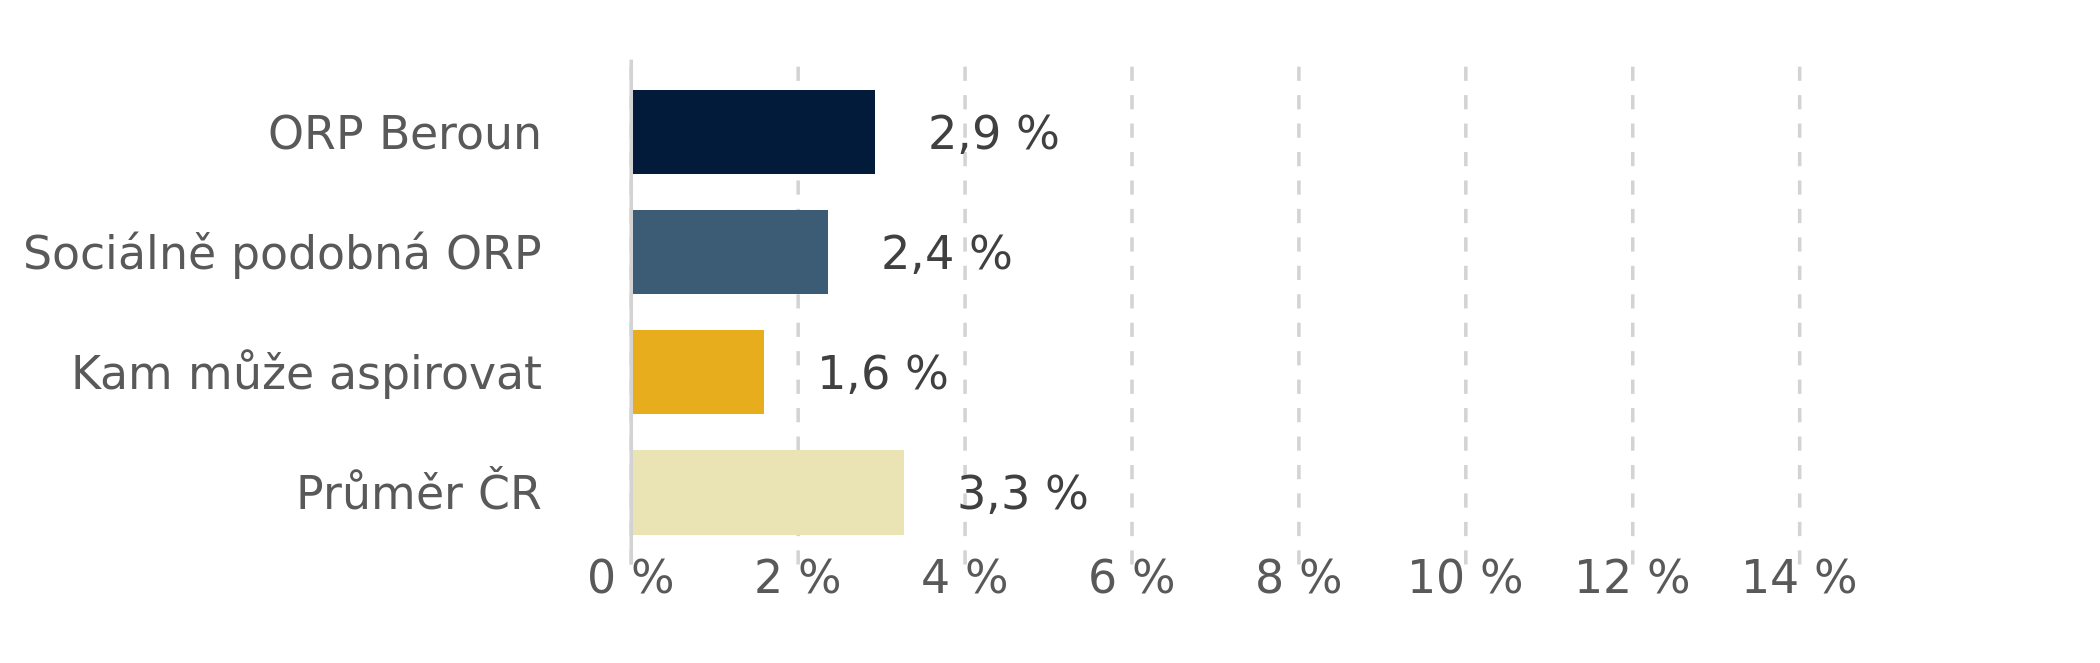 ORP Beroun 2,9 %
Sociálně podobná ORP 2,4 %
Kam může aspirovat 1,6 %
Průměr ČR 3,3 %
0 % 2 % 4 % 6 % 8 % 10 % 12 % 14 %